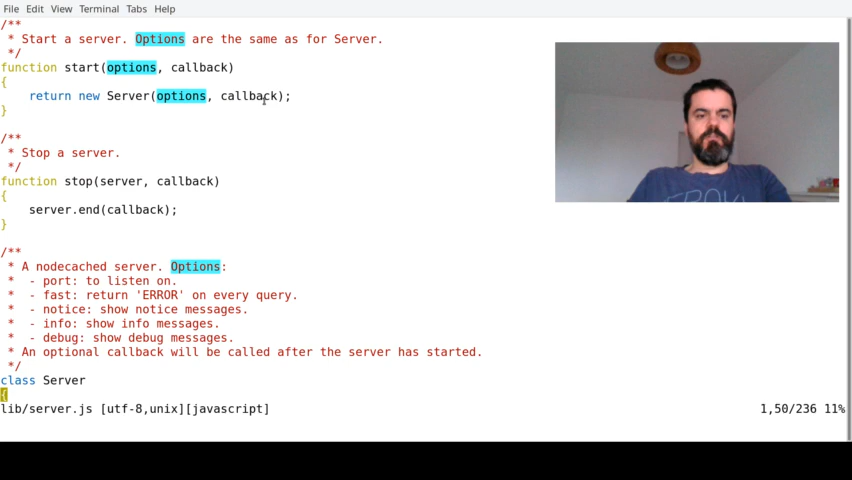 File Edit View Terminal Tabs Help
/**
 * Start a server. Options are the same as for Server.
 */
function start(options, callback)
{
    return new Server(options, callback);
}
/**
 * Stop a server.
 */
function stop(server, callback)
{
    server.end(callback);
}
/**
 * A nodecached server. Options:
 *  - port: to listen on.
 *  - fast: return 'ERROR' on every query.
 *  - notice: show notice messages.
 *  - info: show info messages.
 *  - debug: show debug messages.
 * An optional callback will be called after the server has started.
 */
class Server
{
lib/server.js [utf-8,unix][javascript] 1,50/236 11%